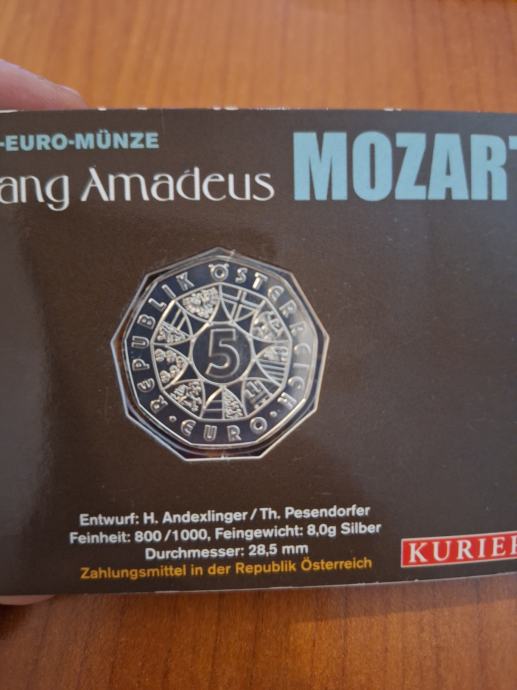 -EURO-MÜNZE
ang Amadeus MOZART
REPUBLIK ÖSTERREICH
5
· EURO ·
Entwurf: H. Andexlinger / Th. Pesendorfer
Feinheit: 800 / 1000, Feingewicht: 8,0g Silber
Durchmesser: 28,5 mm
Zahlungsmittel in der Republik Österreich
KURIER